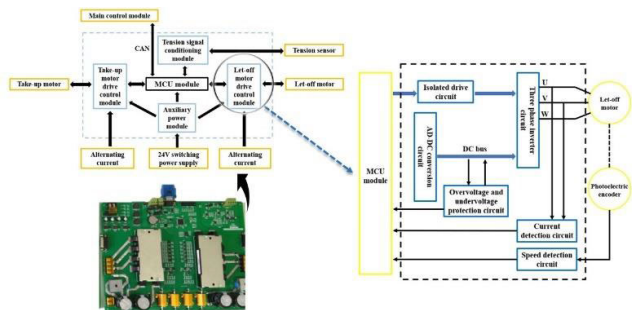 Main control module
CAN
Tension signal
conditioning
module
Tension sensor
Take-up motor
Take-up
motor drive
control
module
MCU module
Let-off
motor
drive
control
module
Let-off motor
Auxiliary
power module
Alternating
current
24V switching
power supply
Alternating
current
MCU
module
Isolated drive
circuit
AD-DC conversion
circuit
DC bus
Three phase inverter
circuit
U
V
W
Let-off
motor
Overvoltage and
undervoltage
protection circuit
Photoelectric
encoder
Current
detection circuit
Speed detection
circuit